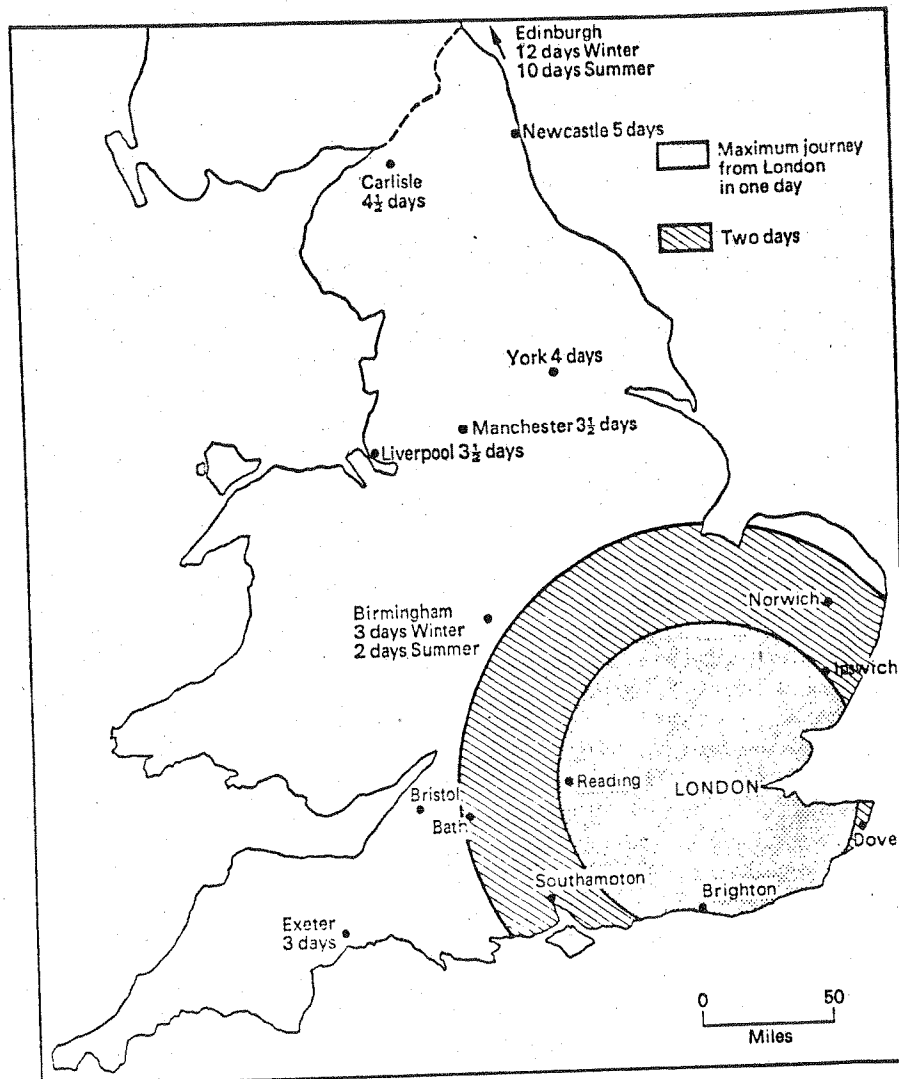 Edinburgh
12 days Winter
10 days Summer
Newcastle 5 days
Maximum journey
from London
in one day
Carlisle
4½ days
Two days
York 4 days
Manchester 3½ days
Liverpool 3½ days
Norwich
Birmingham
3 days Winter
2 days Summer
Ipswich
Reading
LONDON
Bristol
Bath
Dove
Southampton
Brighton
Exeter
3 days
0 50
Miles